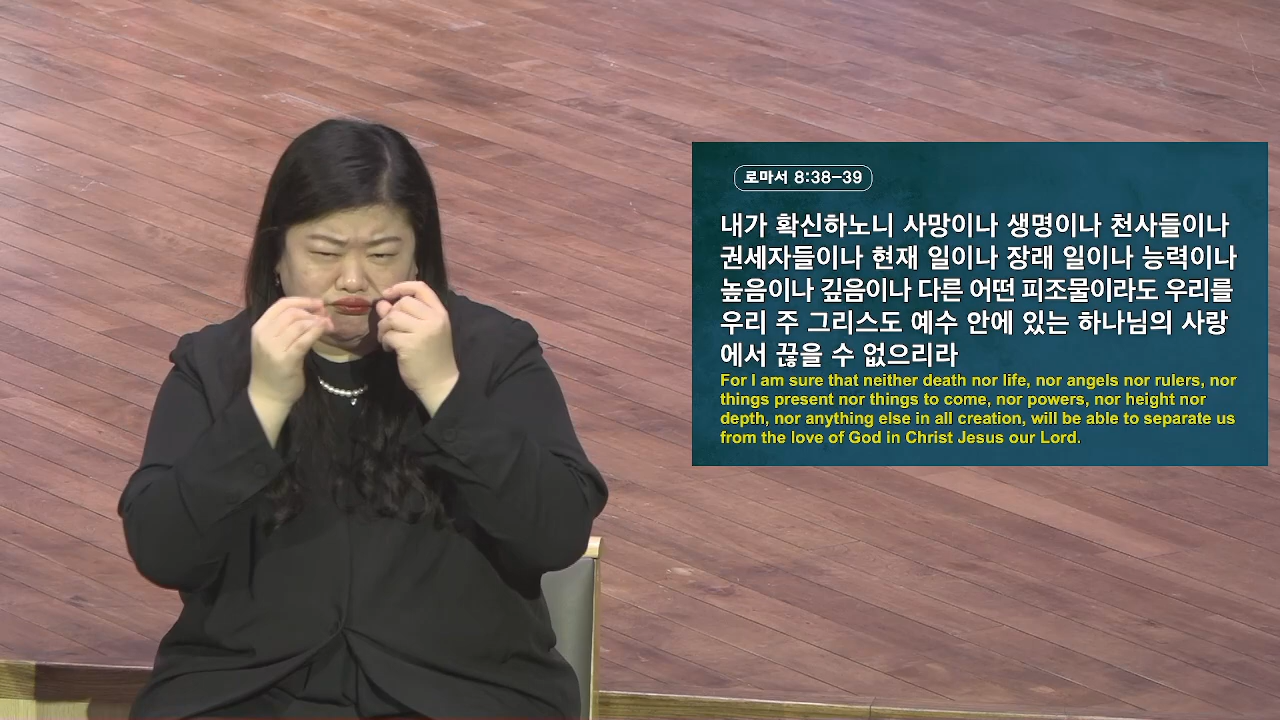 로마서 8:38-39
내가 확신하노니 사망이나 생명이나 천사들이나
권세자들이나 현재 일이나 장래 일이나 능력이나
높음이나 깊음이나 다른 어떤 피조물이라도 우리를
우리 주 그리스도 예수 안에 있는 하나님의 사랑
에서 끊을 수 없으리라
For I am sure that neither death nor life, nor angels nor rulers, nor
things present nor things to come, nor powers, nor height nor
depth, nor anything else in all creation, will be able to separate us
from the love of God in Christ Jesus our Lord.